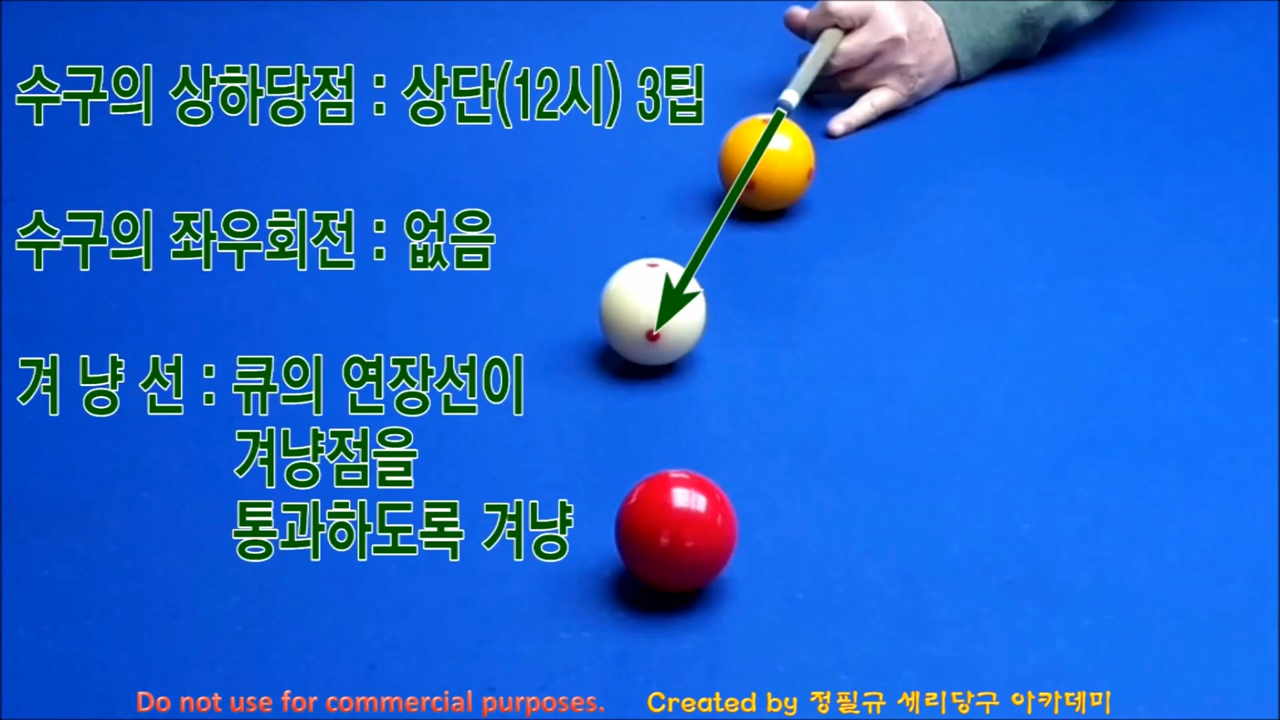 수구의 상하당점 : 상단(12시) 3팁
수구의 좌우회전 : 없음
겨 냥 선 : 큐의 연장선이
겨냥점을
통과하도록 겨냥
Do not use for commercial purposes. Created by 정필규 세리당구 아카데미